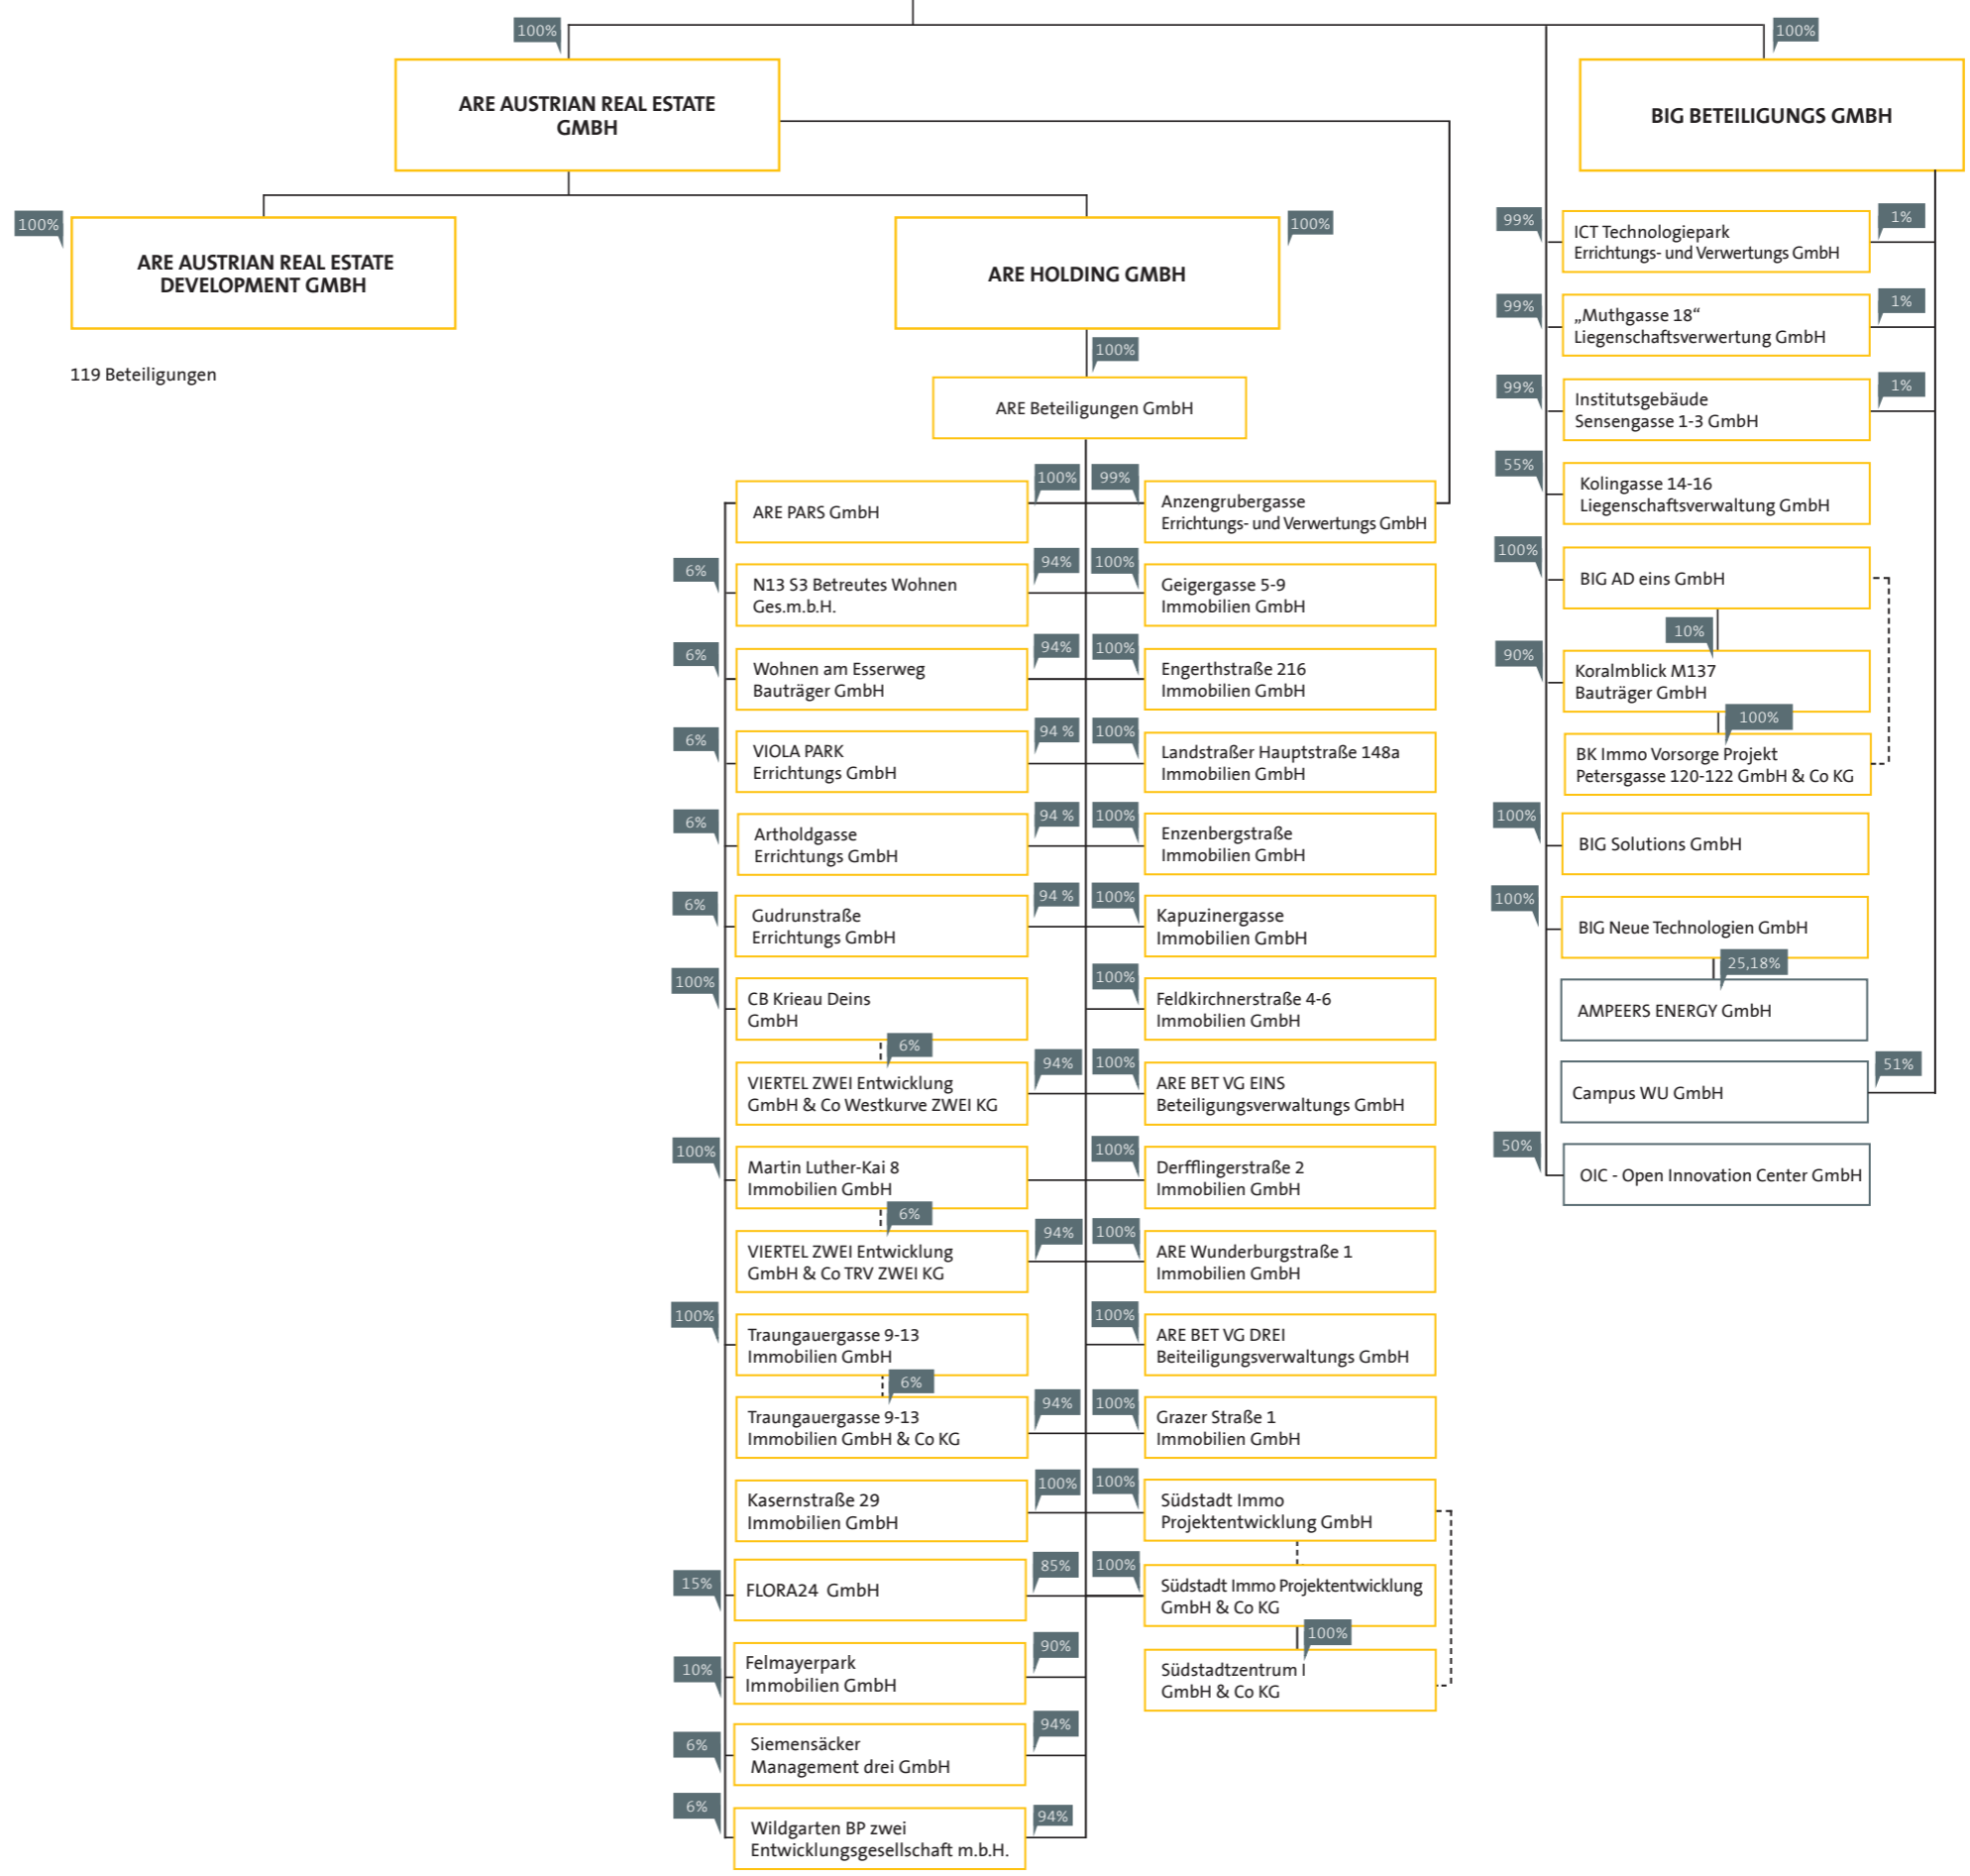 100%
100%
ARE AUSTRIAN REAL ESTATE
GMBH
BIG BETEILIGUNGS GMBH
100%
ARE AUSTRIAN REAL ESTATE
DEVELOPMENT GMBH
119 Beteiligungen
100%
ARE HOLDING GMBH
100%
ARE Beteiligungen GmbH
ARE PARS GmbH
100%
6%
N13 S3 Betreutes Wohnen
Ges.m.b.H.
94%
6%
Wohnen am Esserweg
Bauträger GmbH
94%
6%
VIOLA PARK
Errichtungs GmbH
94 %
6%
Artholdgasse
Errichtungs GmbH
94 %
6%
Gudrunstraße
Errichtungs GmbH
94 %
100%
CB Krieau Deins
GmbH
6%
VIERTEL ZWEI Entwicklung
GmbH & Co Westkurve ZWEI KG
94%
100%
Martin Luther-Kai 8
Immobilien GmbH
6%
VIERTEL ZWEI Entwicklung
GmbH & Co TRV ZWEI KG
94%
100%
Traungauergasse 9-13
Immobilien GmbH
6%
Traungauergasse 9-13
Immobilien GmbH & Co KG
94%
Kasernstraße 29
Immobilien GmbH
100%
15%
FLORA24 GmbH
85%
10%
Felmayerpark
Immobilien GmbH
90%
6%
Siemensäcker
Management drei GmbH
94%
6%
Wildgarten BP zwei
Entwicklungsgesellschaft m.b.H.
94%
99%
Anzengrubergasse
Errichtungs- und Verwertungs GmbH
100%
Geigergasse 5-9
Immobilien GmbH
100%
Engerthstraße 216
Immobilien GmbH
100%
Landstraßer Hauptstraße 148a
Immobilien GmbH
100%
Enzenbergstraße
Immobilien GmbH
100%
Kapuzinergasse
Immobilien GmbH
100%
Feldkirchnerstraße 4-6
Immobilien GmbH
100%
ARE BET VG EINS
Beteiligungsverwaltungs GmbH
100%
Derfflingerstraße 2
Immobilien GmbH
100%
ARE Wunderburgstraße 1
Immobilien GmbH
100%
ARE BET VG DREI
Beiteiligungsverwaltungs GmbH
100%
Grazer Straße 1
Immobilien GmbH
100%
Südstadt Immo
Projektentwicklung GmbH
100%
Südstadt Immo Projektentwicklung
GmbH & Co KG
100%
Südstadtzentrum I
GmbH & Co KG
99%
ICT Technologiepark
Errichtungs- und Verwertungs GmbH
1%
99%
„Muthgasse 18“
Liegenschaftsverwertung GmbH
1%
99%
Institutsgebäude
Sensengasse 1-3 GmbH
1%
55%
Kolingasse 14-16
Liegenschaftsverwaltung GmbH
100%
BIG AD eins GmbH
10%
90%
Koralmblick M137
Bauträger GmbH
100%
BK Immo Vorsorge Projekt
Petersgasse 120-122 GmbH & Co KG
100%
BIG Solutions GmbH
100%
BIG Neue Technologien GmbH
25,18%
AMPEERS ENERGY GmbH
Campus WU GmbH
51%
50%
OIC - Open Innovation Center GmbH